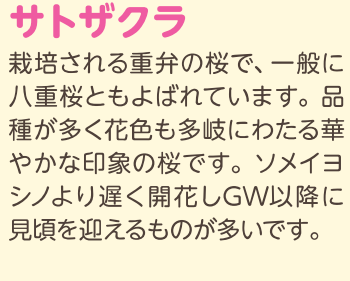 サトザクラ
栽培される重弁の桜で、一般に
八重桜ともよばれています。品
種が多く花色も多岐にわたる華
やかな印象の桜です。ソメイヨ
シノより遅く開花しGW以降に
見頃を迎えるものが多いです。